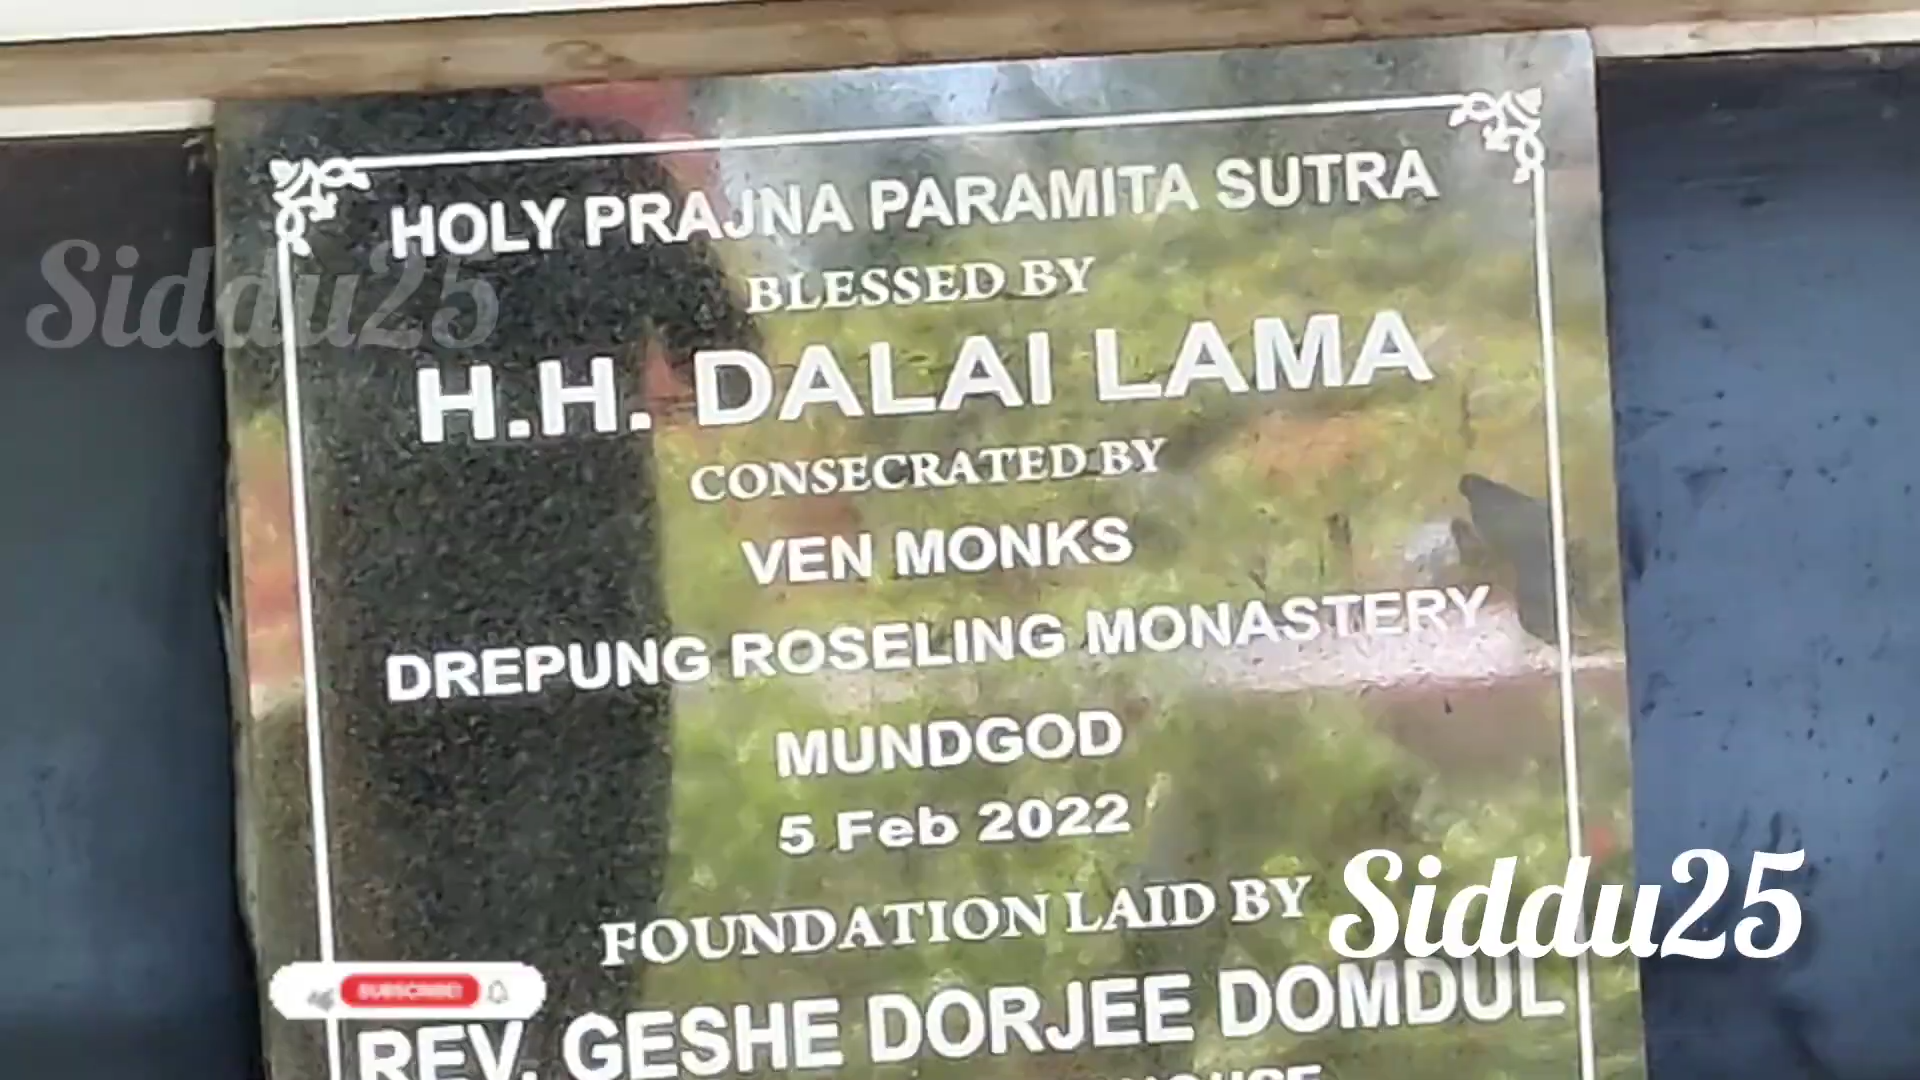 HOLY PRAJNA PARAMITA SUTRA
BLESSED BY
H.H. DALAI LAMA
CONSECRATED BY
VEN MONKS
DREPUNG ROSELING MONASTERY
MUNDGOD
5 Feb 2022
FOUNDATION LAID BY
REV. GESHE DORJEE DOMDUL
Siddu25
Siddu25
SUBSCRIBE